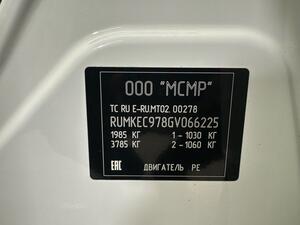 ООО "МСМР"
ТС RU Е-RU.МТ02.00278
RUMKEC978GV066225
1985 КГ 1 - 1030 КГ
3785 КГ 2 - 1060 КГ
ЕАС ДВИГАТЕЛЬ РЕ